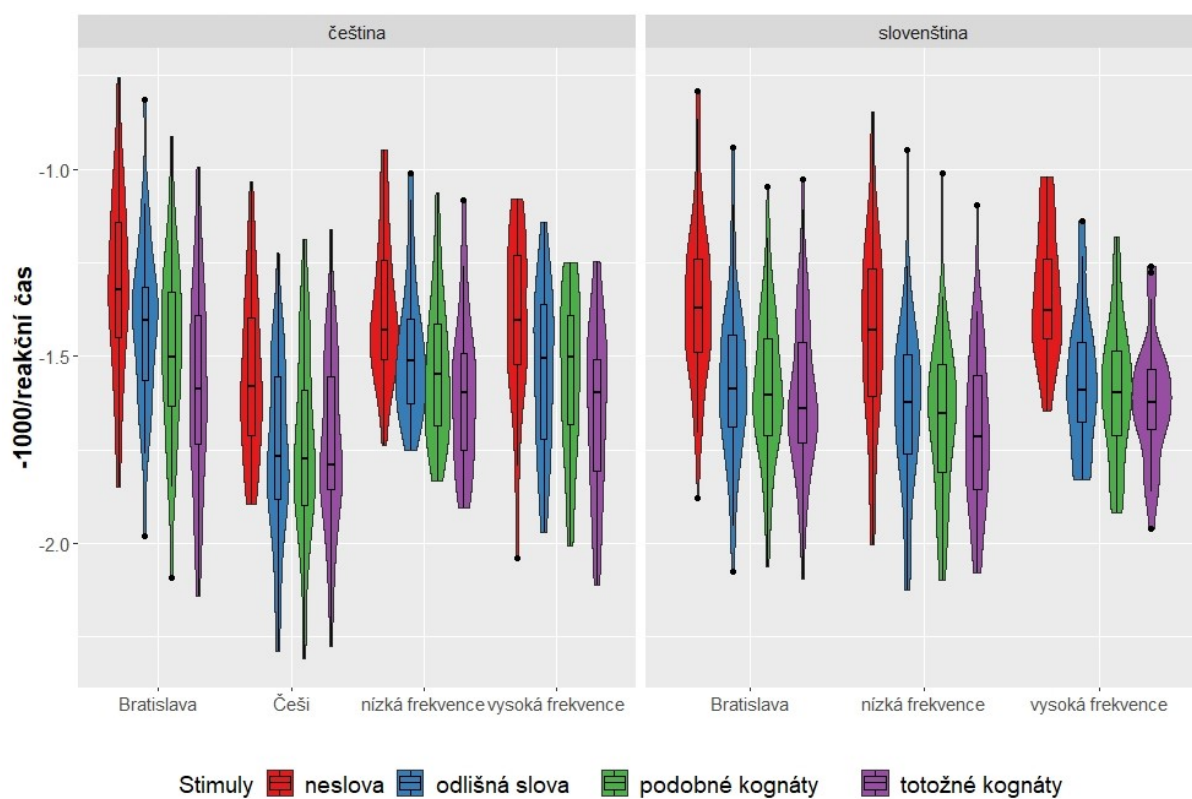 čeština slovenština
-1000/reakční čas
-1.0
-1.5
-2.0
Bratislava Češi nízká frekvence vysoká frekvence Bratislava nízká frekvence vysoká frekvence
Stimuly neslova odlišná slova podobné kognáty totožné kognáty